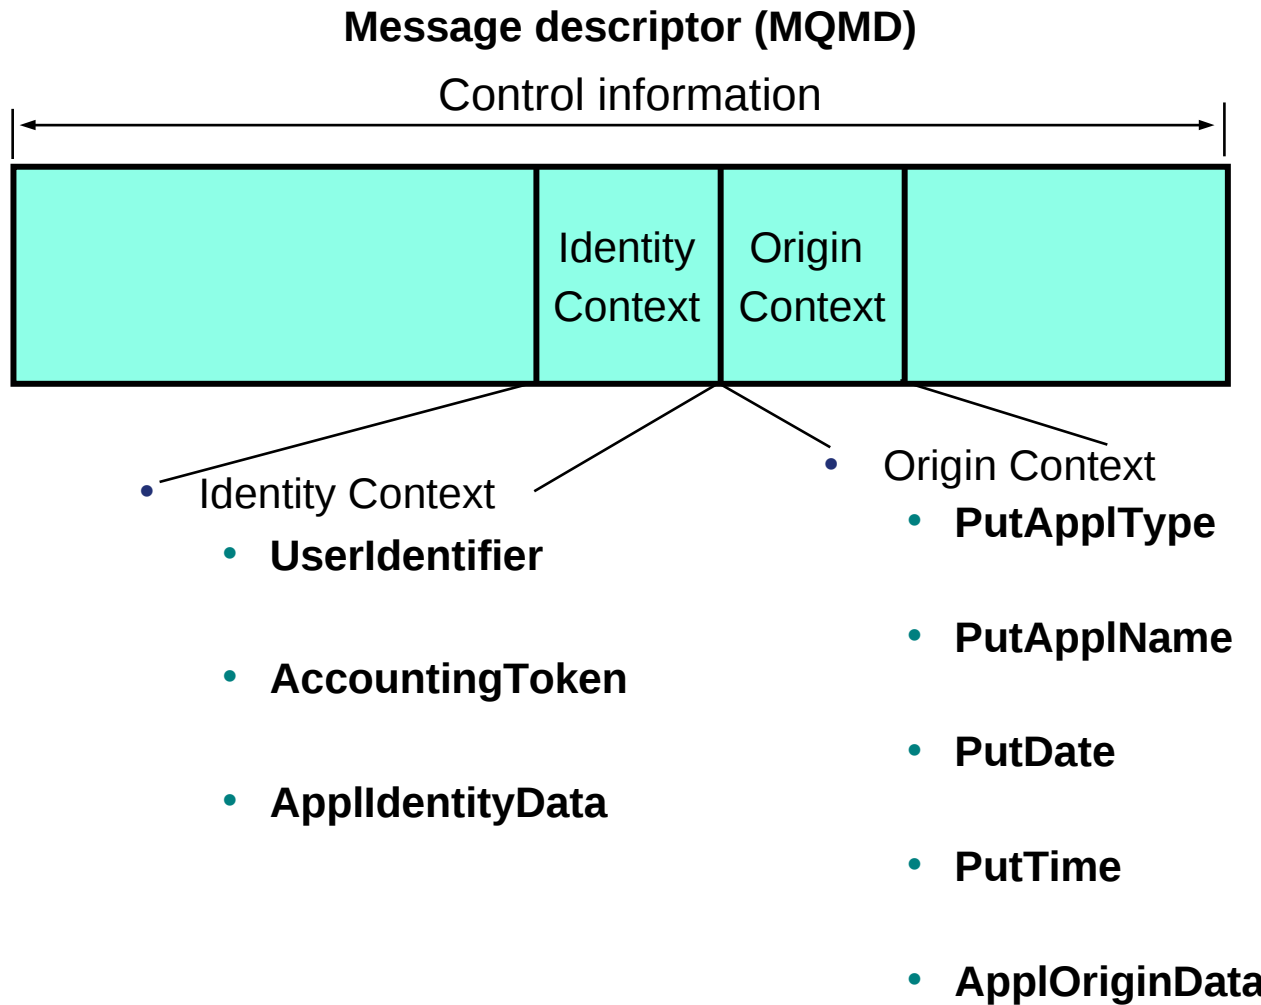 Message descriptor (MQMD)
Control information
Identity
Context
Origin
Context
• Identity Context
• UserIdentifier
• AccountingToken
• ApplIdentityData
• Origin Context
• PutApplType
• PutApplName
• PutDate
• PutTime
• ApplOriginData